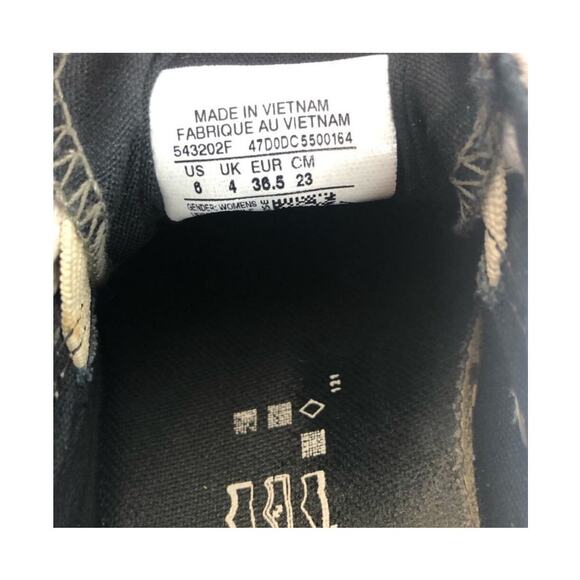 MADE IN VIETNAM
FABRIQUE AU VIETNAM
543202F 47D0DC5500164
US UK EUR CM
6 4 36.5 23
GENDER: WOMENS
121